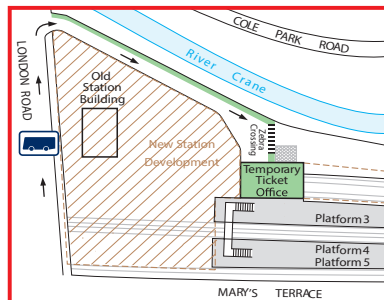 COLE PARK ROAD
River Crane
LONDON ROAD
Old
Station
Building
Zebra
Crossing
New Station
Development
Temporary
Ticket
Office
Platform 3
Platform 4
Platform 5
MARY'S TERRACE